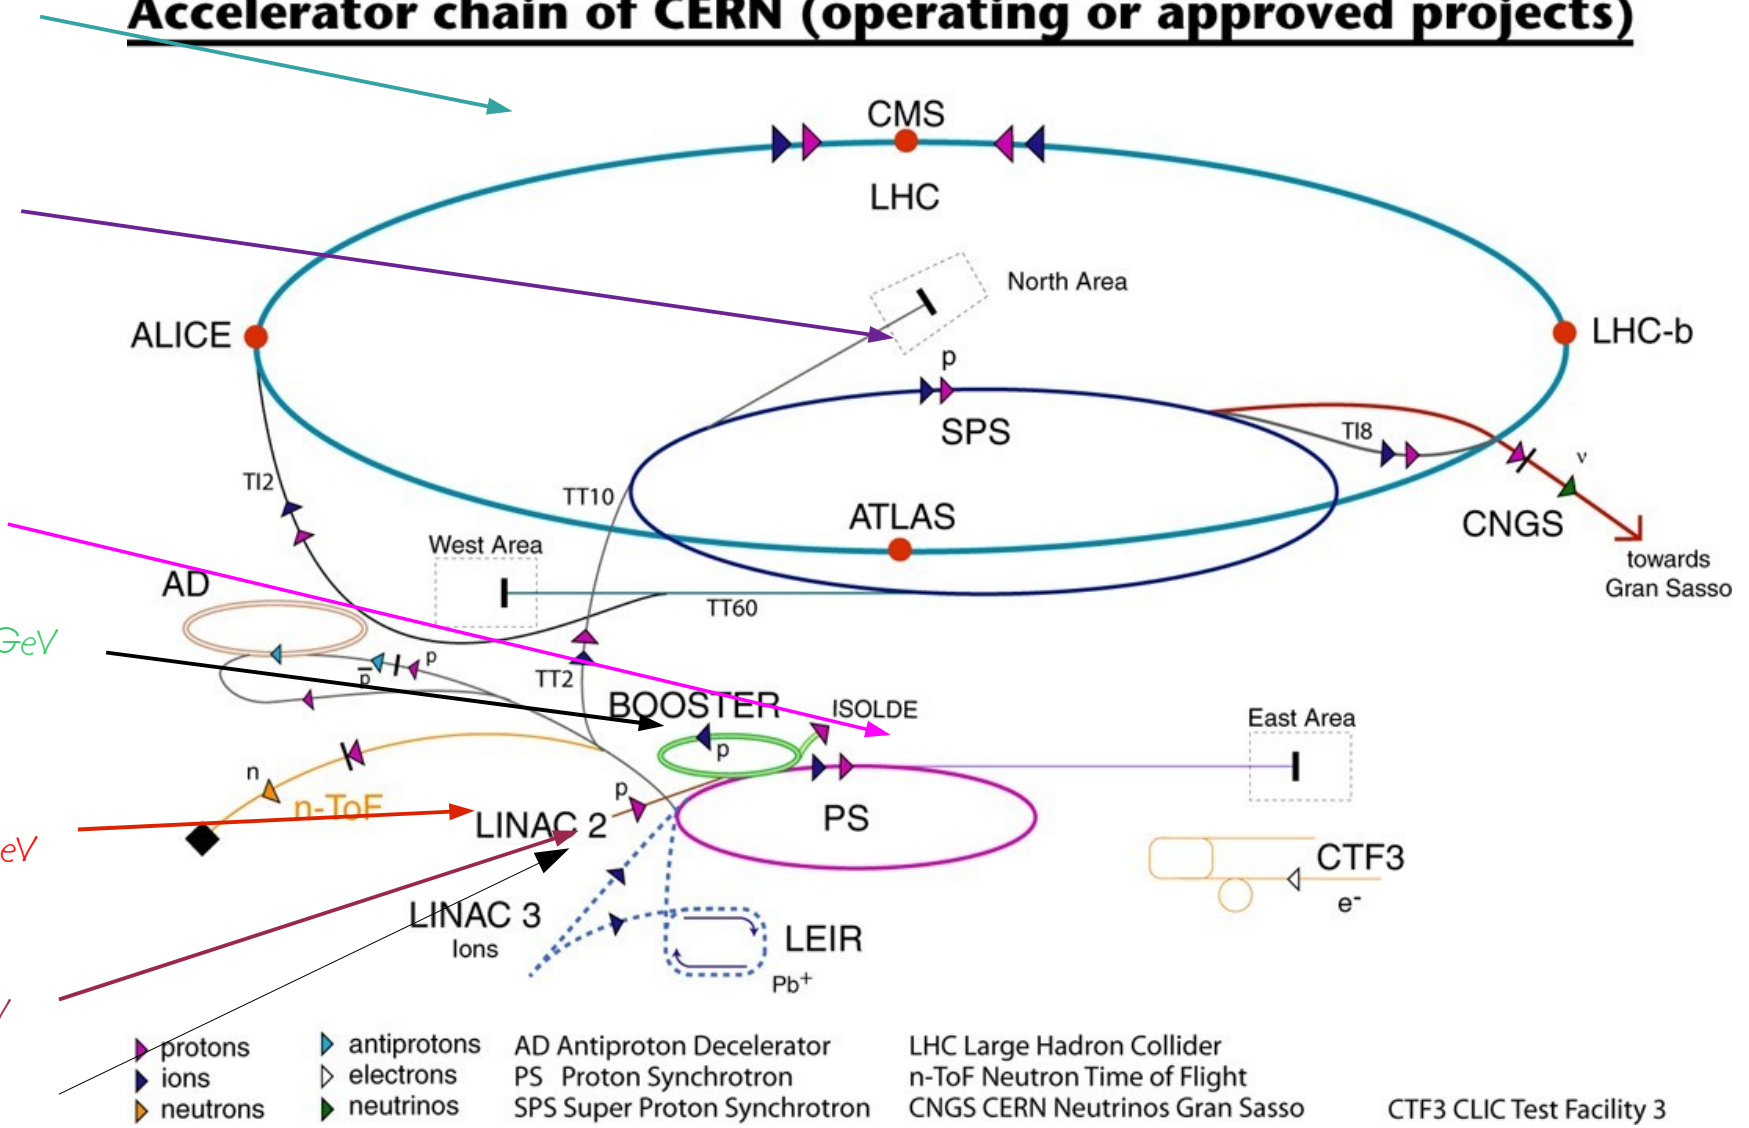 Accelerator chain of CERN (operating or approved projects)
CMS
LHC
North Area
ALICE
LHC-b
p
SPS
TI8
ν
TI2
TT10
ATLAS
CNGS
West Area
towards
Gran Sasso
AD
TT60
GeV
p
p̅
TT2
BOOSTER
ISOLDE
East Area
p
n
n-ToF
p
LINAC 2
PS
eV
CTF3
e-
LINAC 3
Ions
LEIR
Pb+
protons
antiprotons
AD Antiproton Decelerator
LHC Large Hadron Collider
ions
electrons
PS Proton Synchrotron
n-ToF Neutron Time of Flight
neutrons
neutrinos
SPS Super Proton Synchrotron
CNGS CERN Neutrinos Gran Sasso
CTF3 CLIC Test Facility 3